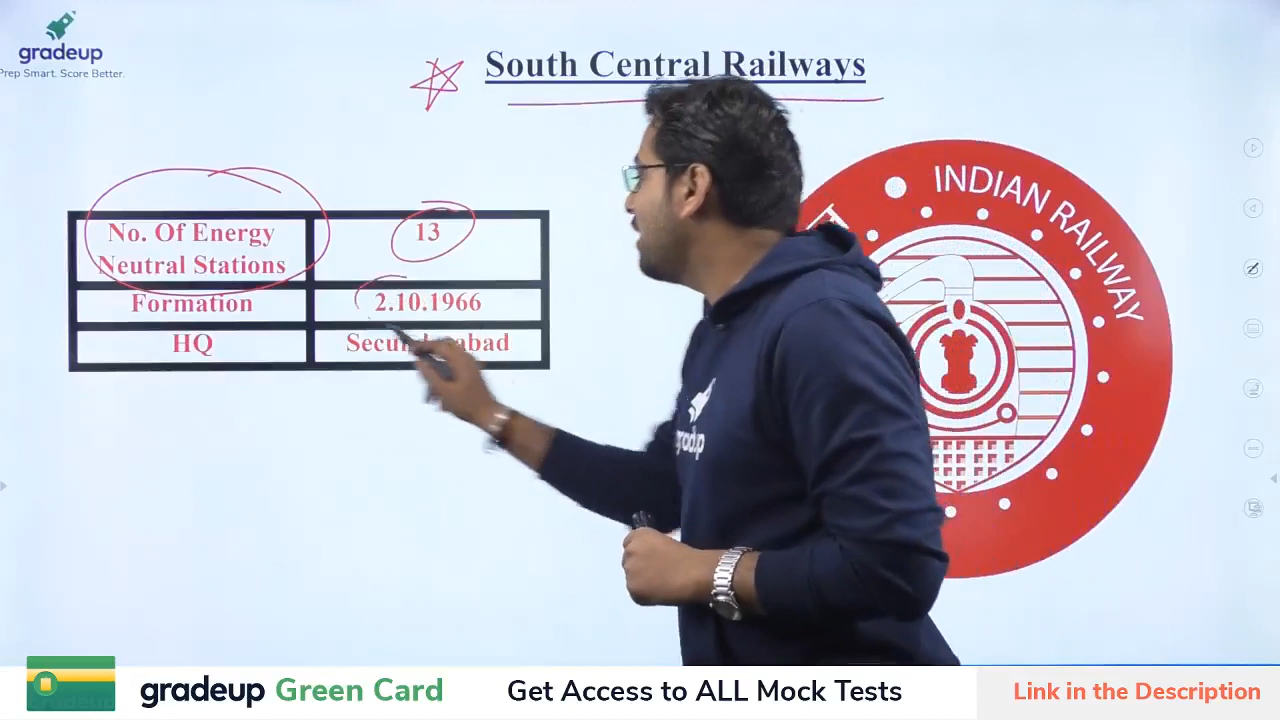 gradeup
Prep Smart. Score Better.
South Central Railways
INDIAN RAILWAY
No. Of Energy
Neutral Stations
13
Formation
2.10.1966
HQ
gradeup
gradeup Green Card
Get Access to ALL Mock Tests
Link in the Description